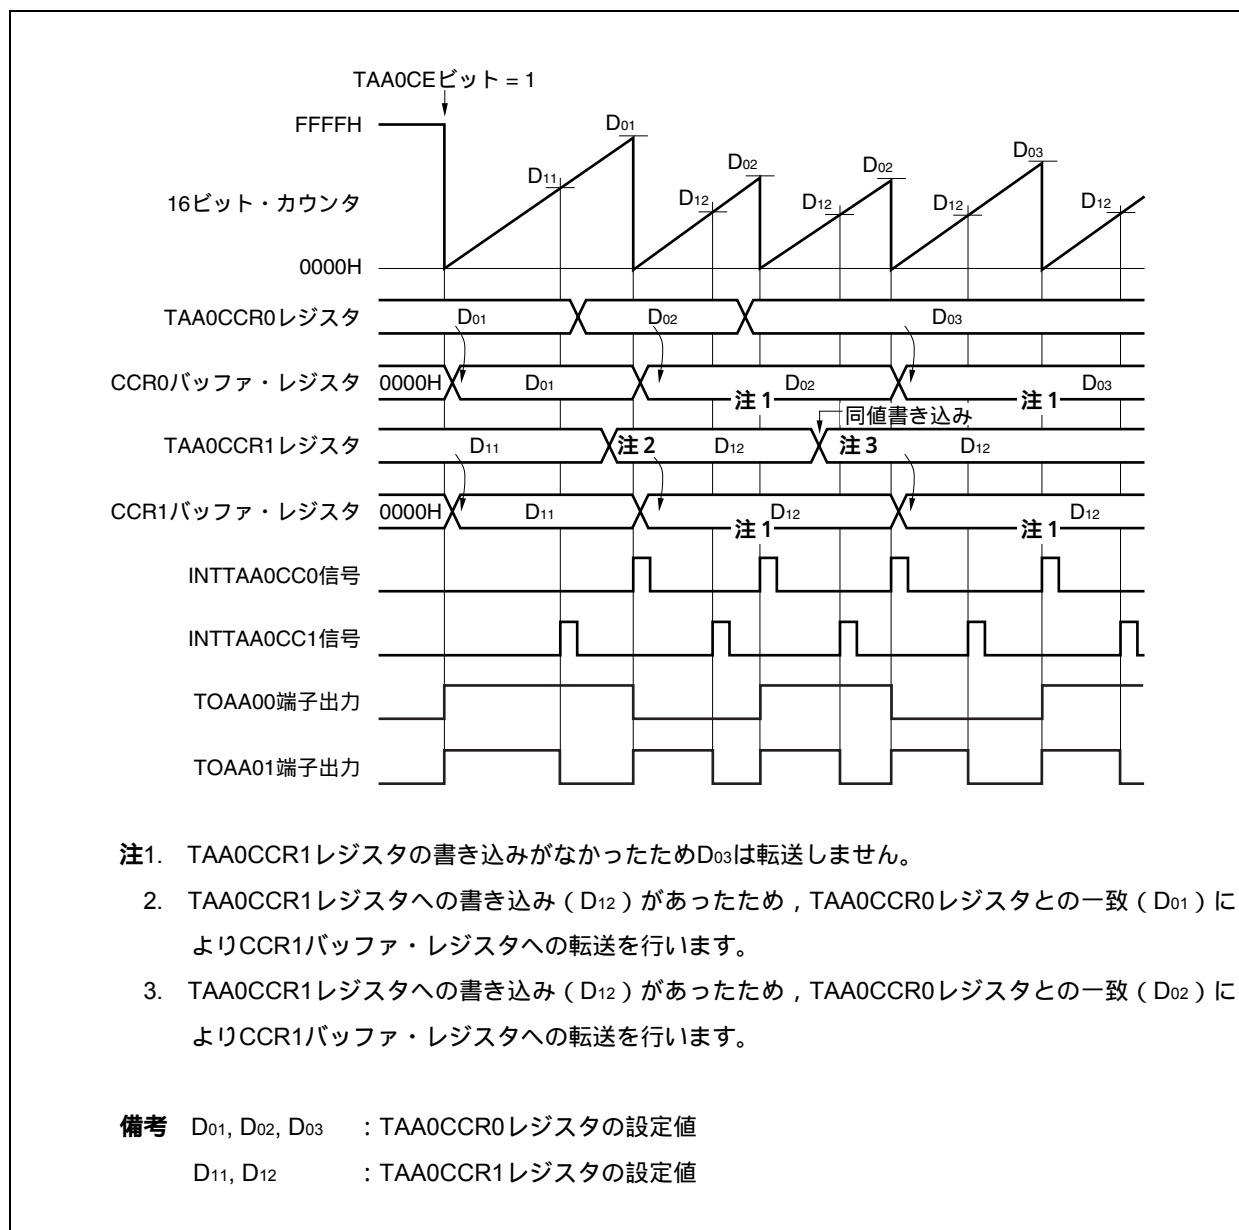 TAA0CEビット = 1
FFFFH
D01
D11
D02
D02
D03
16ビット・カウンタ
D12
D12
D12
D12
0000H
TAA0CCR0レジスタ
D01
D02
D03
CCR0バッファ・レジスタ
0000H
D01
D02
D03
注1
注1
同値書き込み
TAA0CCR1レジスタ
D11
注2
D12
注3
D12
CCR1バッファ・レジスタ
0000H
D11
D12
D12
注1
注1
INTTAA0CC0信号
INTTAA0CC1信号
TOAA00端子出力
TOAA01端子出力
注1. TAA0CCR1レジスタの書き込みがなかったためD03は転送しません。
2. TAA0CCR1レジスタへの書き込み（D12）があったため，TAA0CCR0レジスタとの一致（D01）に
よりCCR1バッファ・レジスタへの転送を行います。
3. TAA0CCR1レジスタへの書き込み（D12）があったため，TAA0CCR0レジスタとの一致（D02）に
よりCCR1バッファ・レジスタへの転送を行います。
備考 D01, D02, D03 ：TAA0CCR0レジスタの設定値
D11, D12 ：TAA0CCR1レジスタの設定値